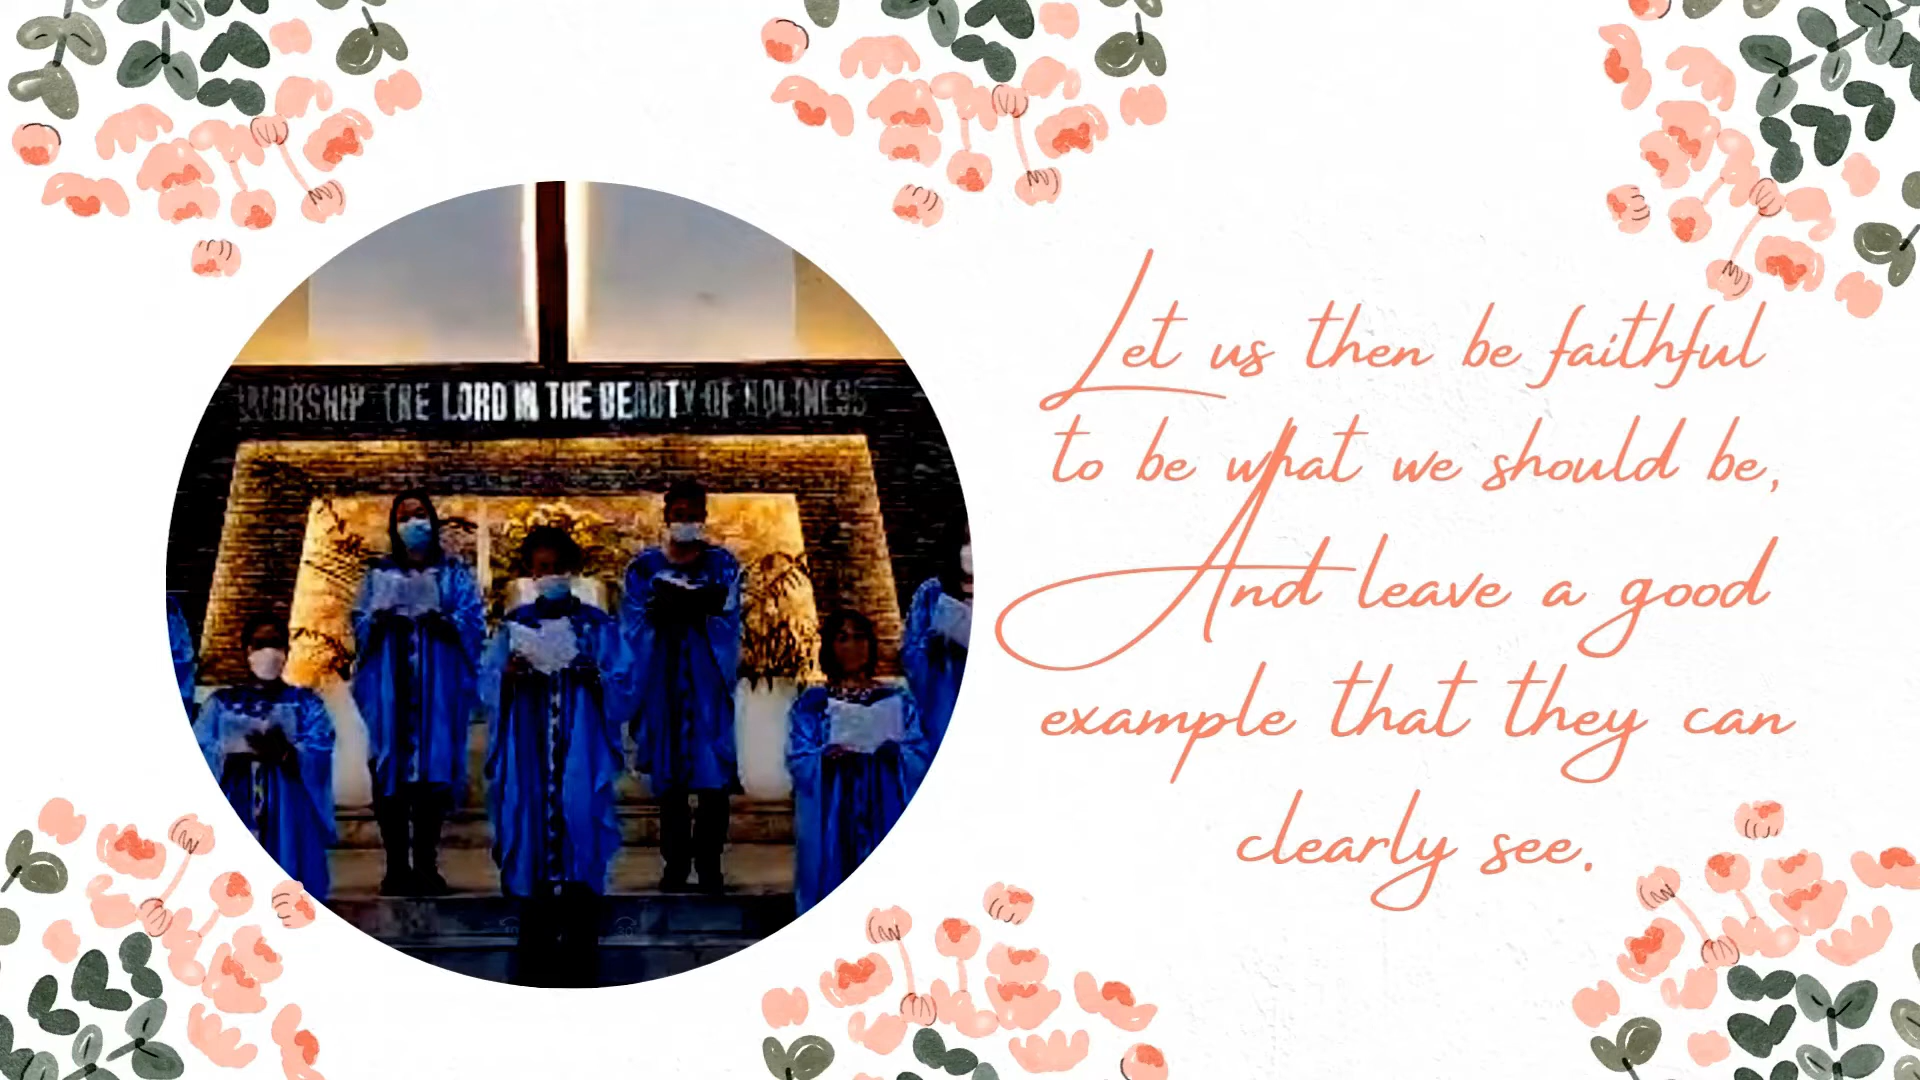 WORSHIP THE LORD IN THE BEAUTY OF HOLINESS
Let us then be faithful
to be what we should be,
And leave a good
example that they can
clearly see.